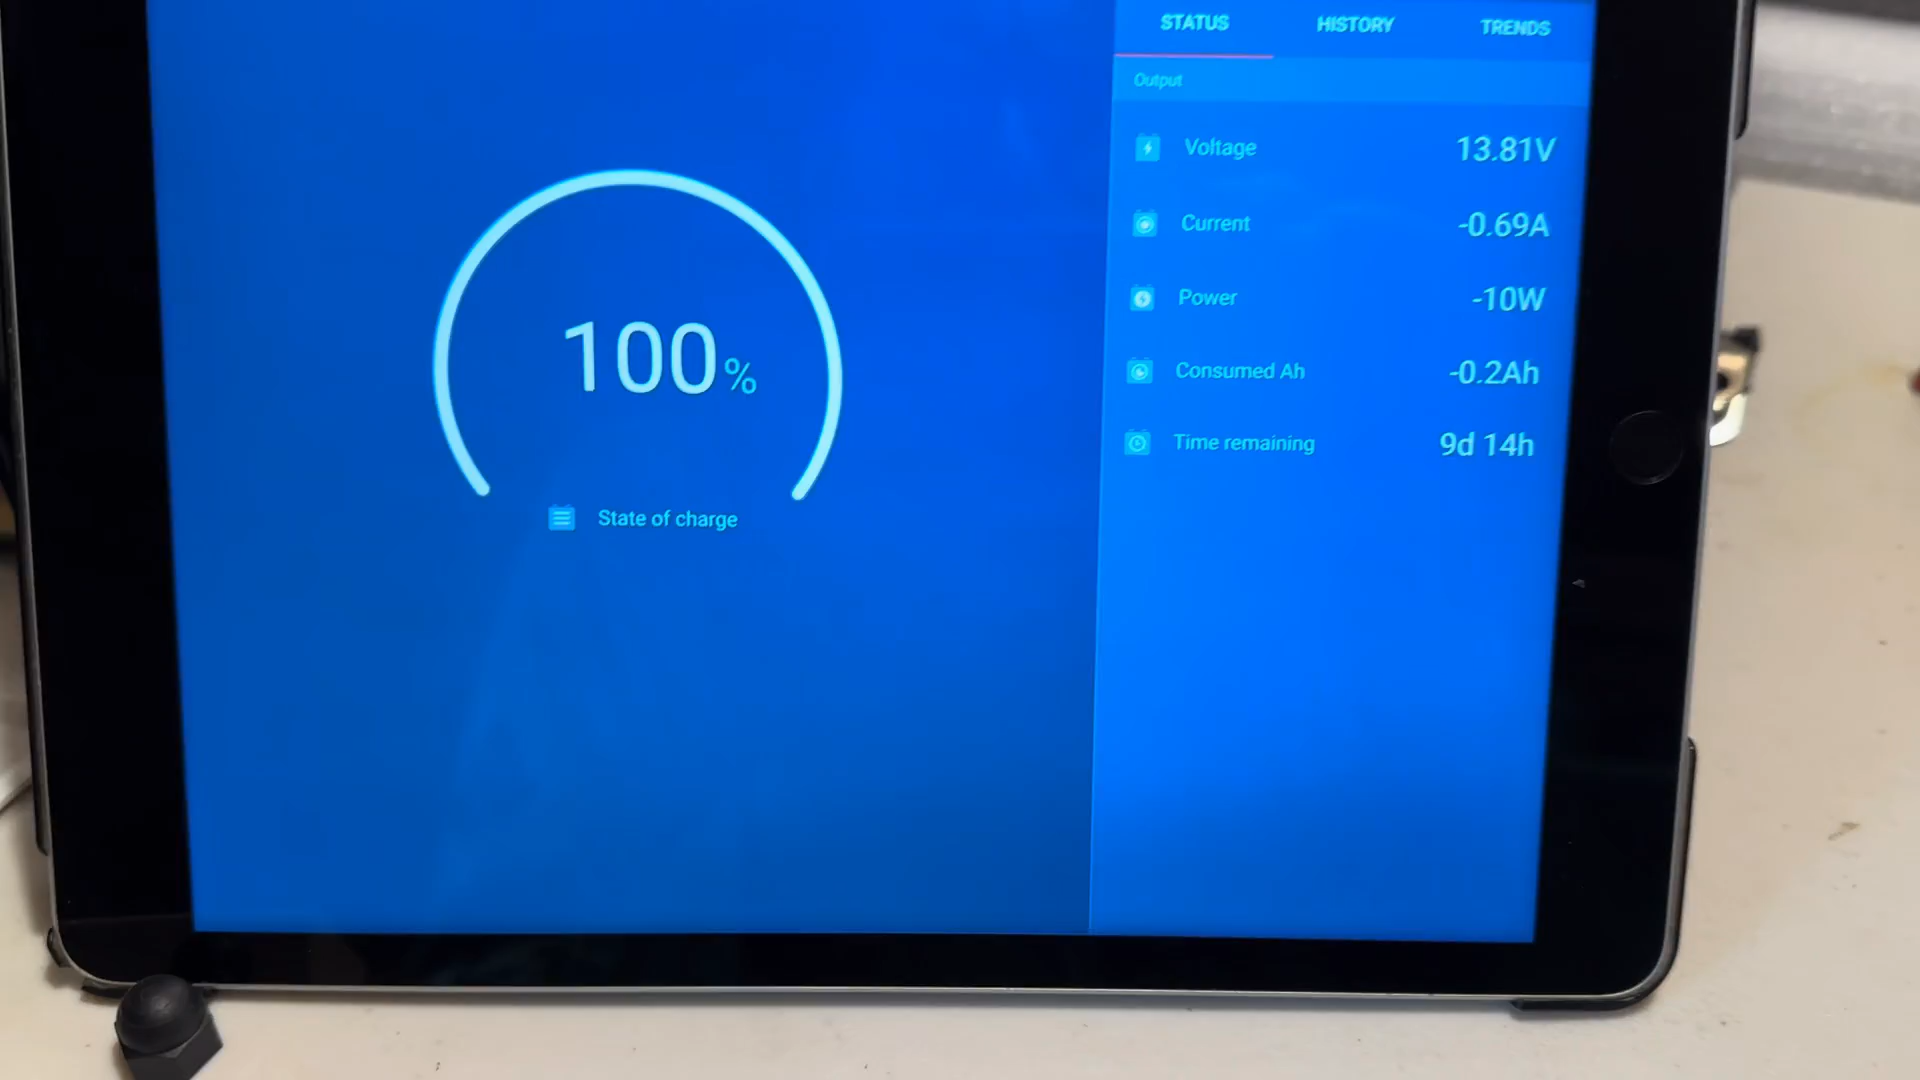 STATUS HISTORY TRENDS
Output
Voltage 13.81V
Current -0.69A
Power -10W
Consumed Ah -0.2Ah
Time remaining 9d 14h
100%
State of charge